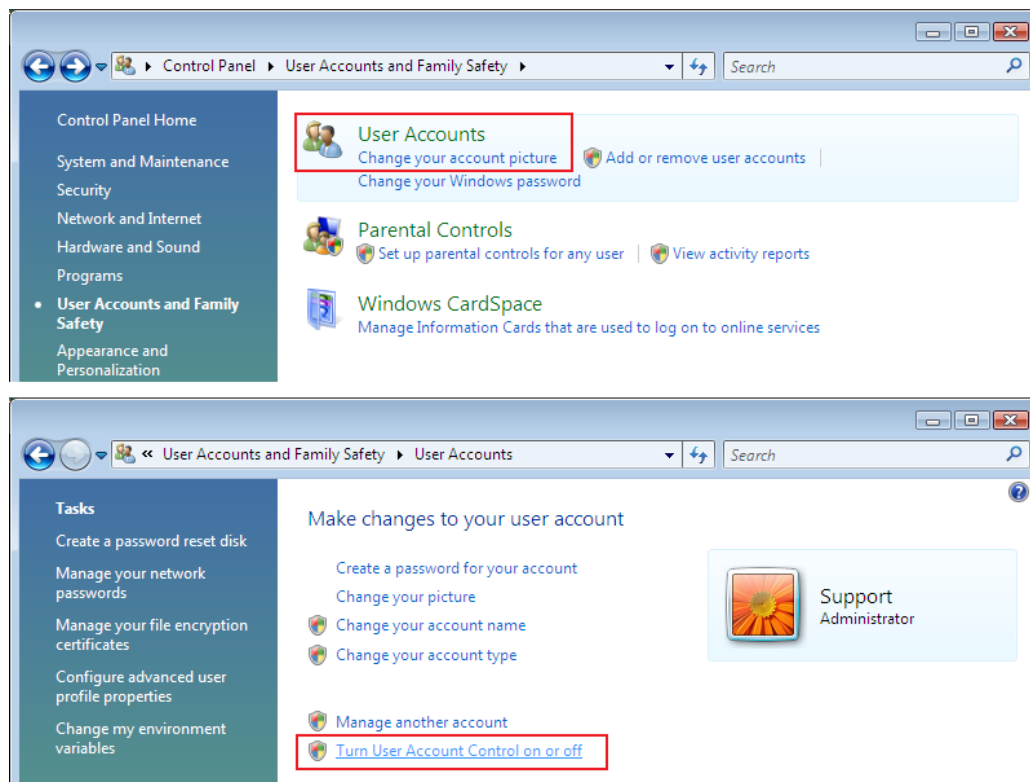 Control Panel User Accounts and Family Safety Search
Control Panel Home
System and Maintenance
Security
Network and Internet
Hardware and Sound
Programs
User Accounts and Family
Safety
Appearance and
Personalization
User Accounts
Change your account picture Add or remove user accounts
Change your Windows password
Parental Controls
Set up parental controls for any user View activity reports
Windows CardSpace
Manage Information Cards that are used to log on to online services
« User Accounts and Family Safety User Accounts Search
Tasks
Create a password reset disk
Manage your network
passwords
Manage your file encryption
certificates
Configure advanced user
profile properties
Change my environment
variables
Make changes to your user account
Create a password for your account
Change your picture
Change your account name
Change your account type
Manage another account
Turn User Account Control on or off
Support
Administrator